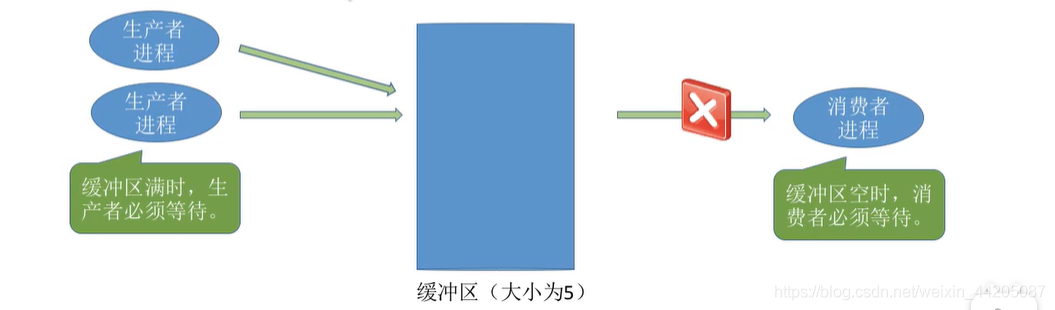 生产者
进程
生产者
进程
缓冲区满时，生
产者必须等待。
消费者
进程
缓冲区空时，消
费者必须等待。
缓冲区（大小为5）
https://blog.csdn.net/weixin_44205087